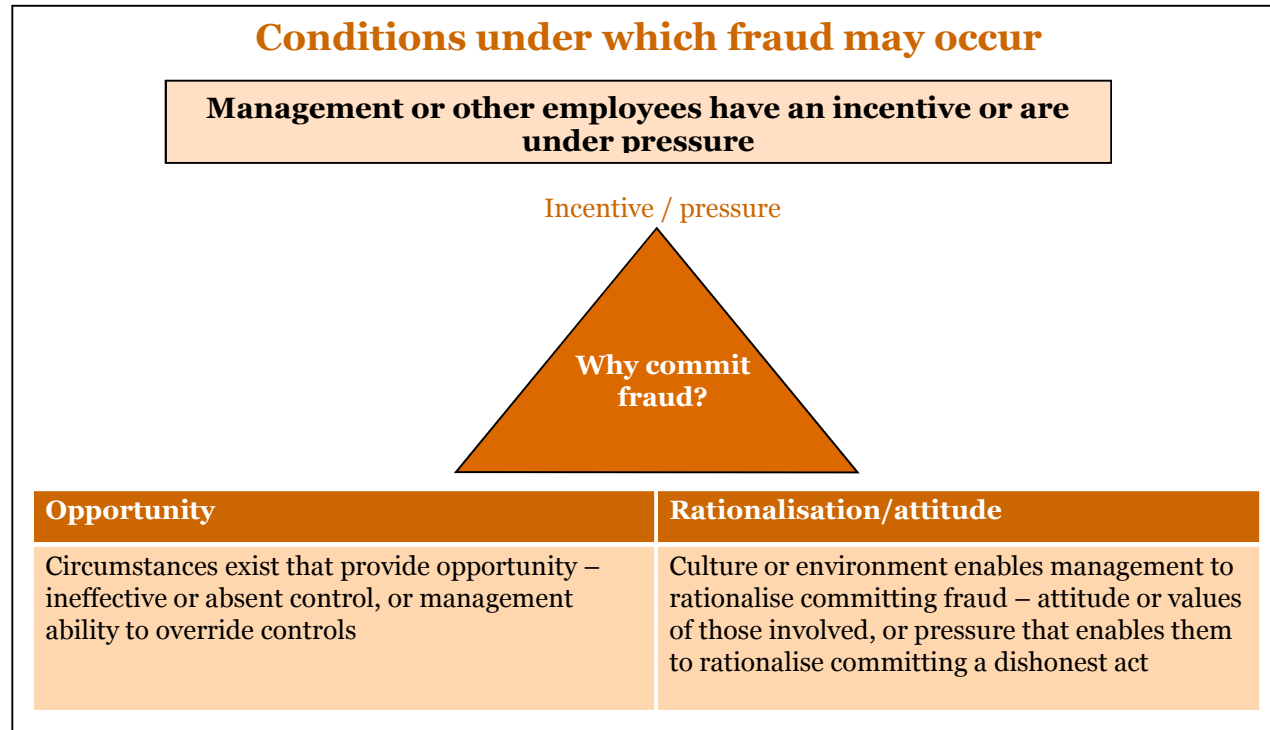 Conditions under which fraud may occur
Management or other employees have an incentive or are
under pressure
Incentive / pressure
Why commit
fraud?
Opportunity
Rationalisation/attitude
Circumstances exist that provide opportunity –
ineffective or absent control, or management
ability to override controls
Culture or environment enables management to
rationalise committing fraud – attitude or values
of those involved, or pressure that enables them
to rationalise committing a dishonest act